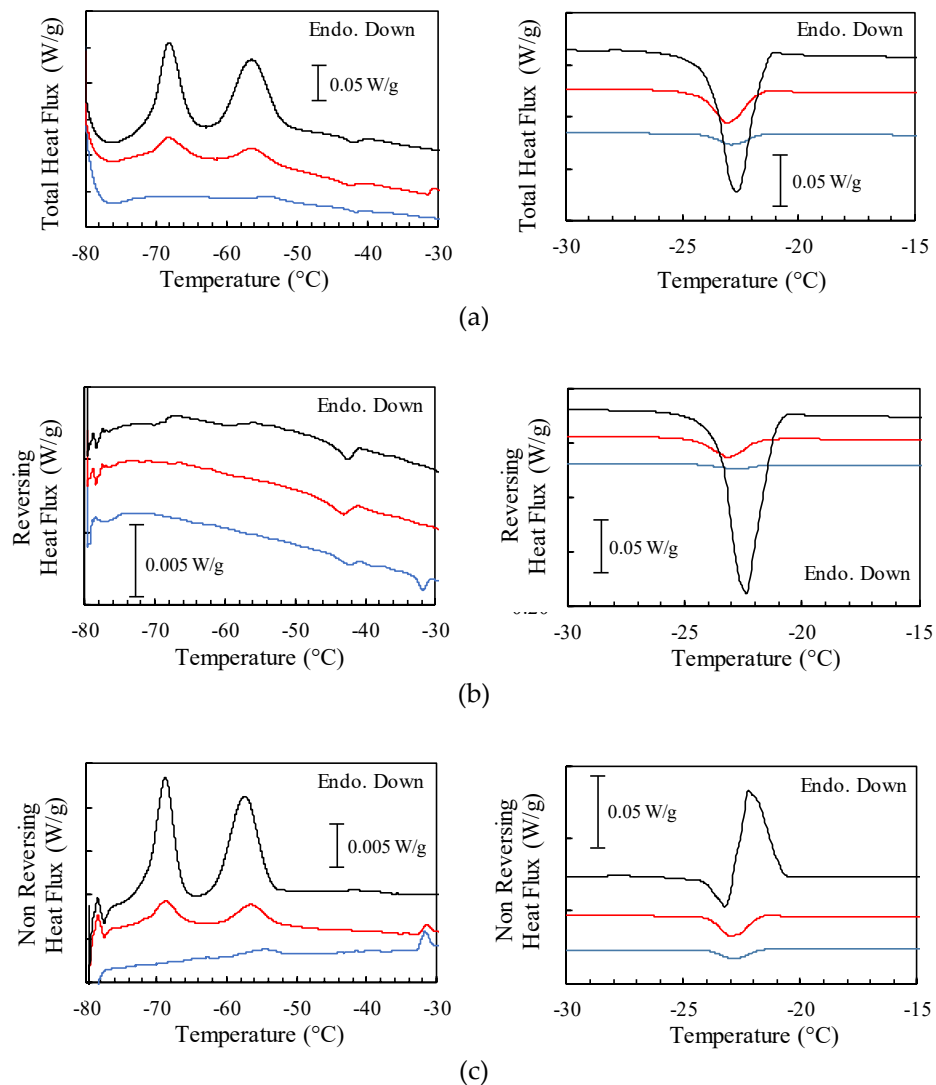 Total Heat Flux (W/g)
Endo. Down
0.05 W/g
-80 -70 -60 -50 -40 -30
Temperature (°C)
Total Heat Flux (W/g)
Endo. Down
0.05 W/g
-30 -25 -20 -15
Temperature (°C)
(a)
Reversing
Heat Flux (W/g)
Endo. Down
0.005 W/g
-80 -70 -60 -50 -40 -30
Temperature (°C)
Reversing
Heat Flux (W/g)
0.05 W/g
Endo. Down
-30 -25 -20 -15
Temperature (°C)
(b)
Non Reversing
Heat Flux (W/g)
Endo. Down
0.005 W/g
-80 -70 -60 -50 -40 -30
Temperature (°C)
Non Reversing
Heat Flux (W/g)
Endo. Down
0.05 W/g
-30 -25 -20 -15
Temperature (°C)
(c)